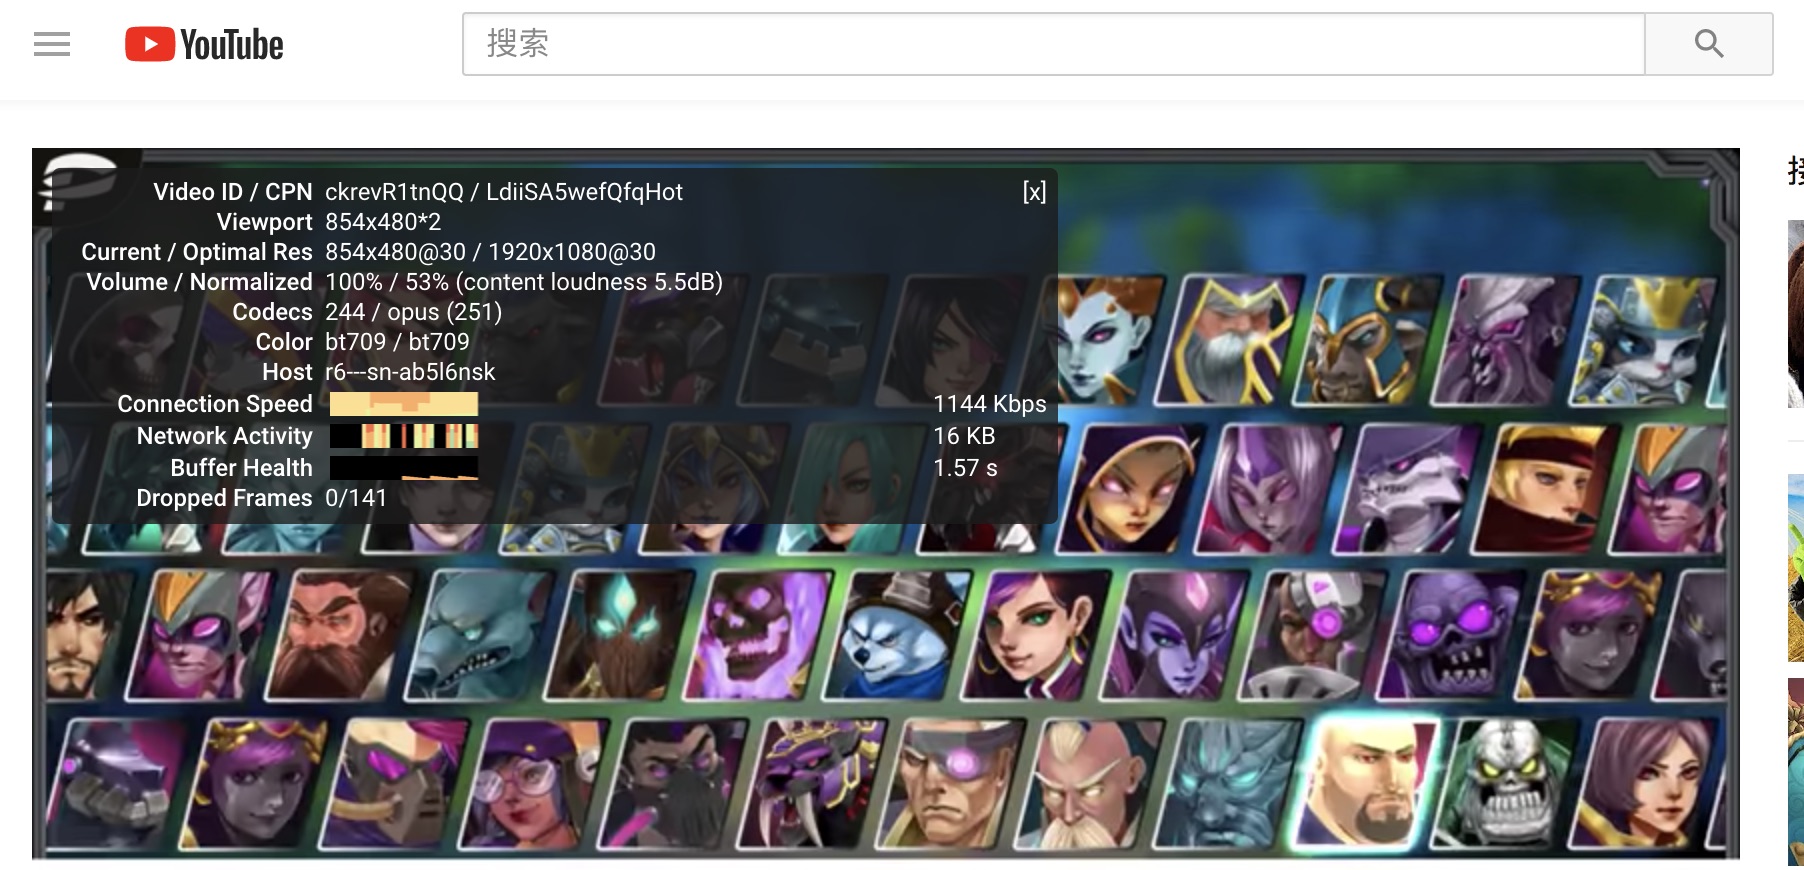 YouTube
搜索
Video ID / CPN ckrevR1tnQQ / LdiiSA5wefQfqHot [x]
Viewport 854x480*2
Current / Optimal Res 854x480@30 / 1920x1080@30
Volume / Normalized 100% / 53% (content loudness 5.5dB)
Codecs 244 / opus (251)
Color bt709 / bt709
Host r6---sn-ab5l6nsk
Connection Speed 1144 Kbps
Network Activity 16 KB
Buffer Health 1.57 s
Dropped Frames 0/141